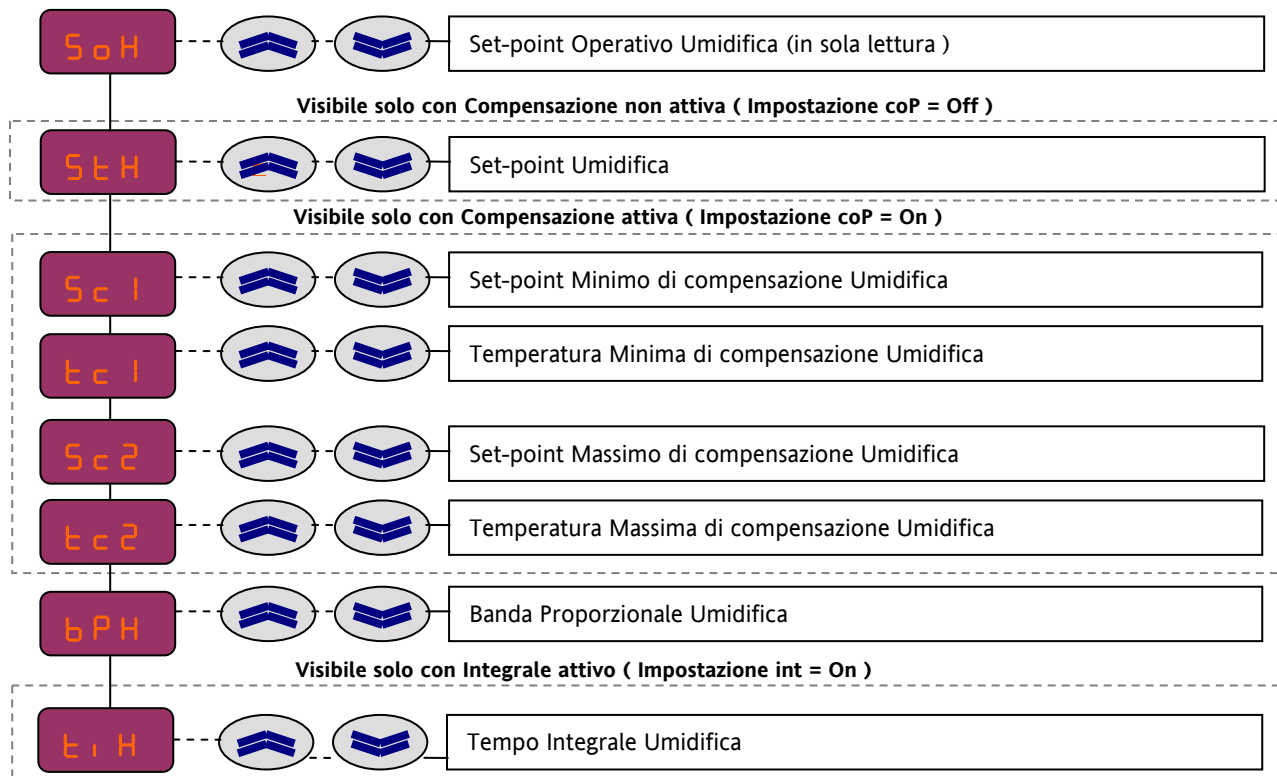 SoH Set-point Operativo Umidifica (in sola lettura )
Visibile solo con Compensazione non attiva ( Impostazione coP = Off )
StH Set-point Umidifica
Visibile solo con Compensazione attiva ( Impostazione coP = On )
Sc1 Set-point Minimo di compensazione Umidifica
tc1 Temperatura Minima di compensazione Umidifica
Sc2 Set-point Massimo di compensazione Umidifica
tc2 Temperatura Massima di compensazione Umidifica
bPH Banda Proporzionale Umidifica
Visibile solo con Integrale attivo ( Impostazione int = On )
tiH Tempo Integrale Umidifica